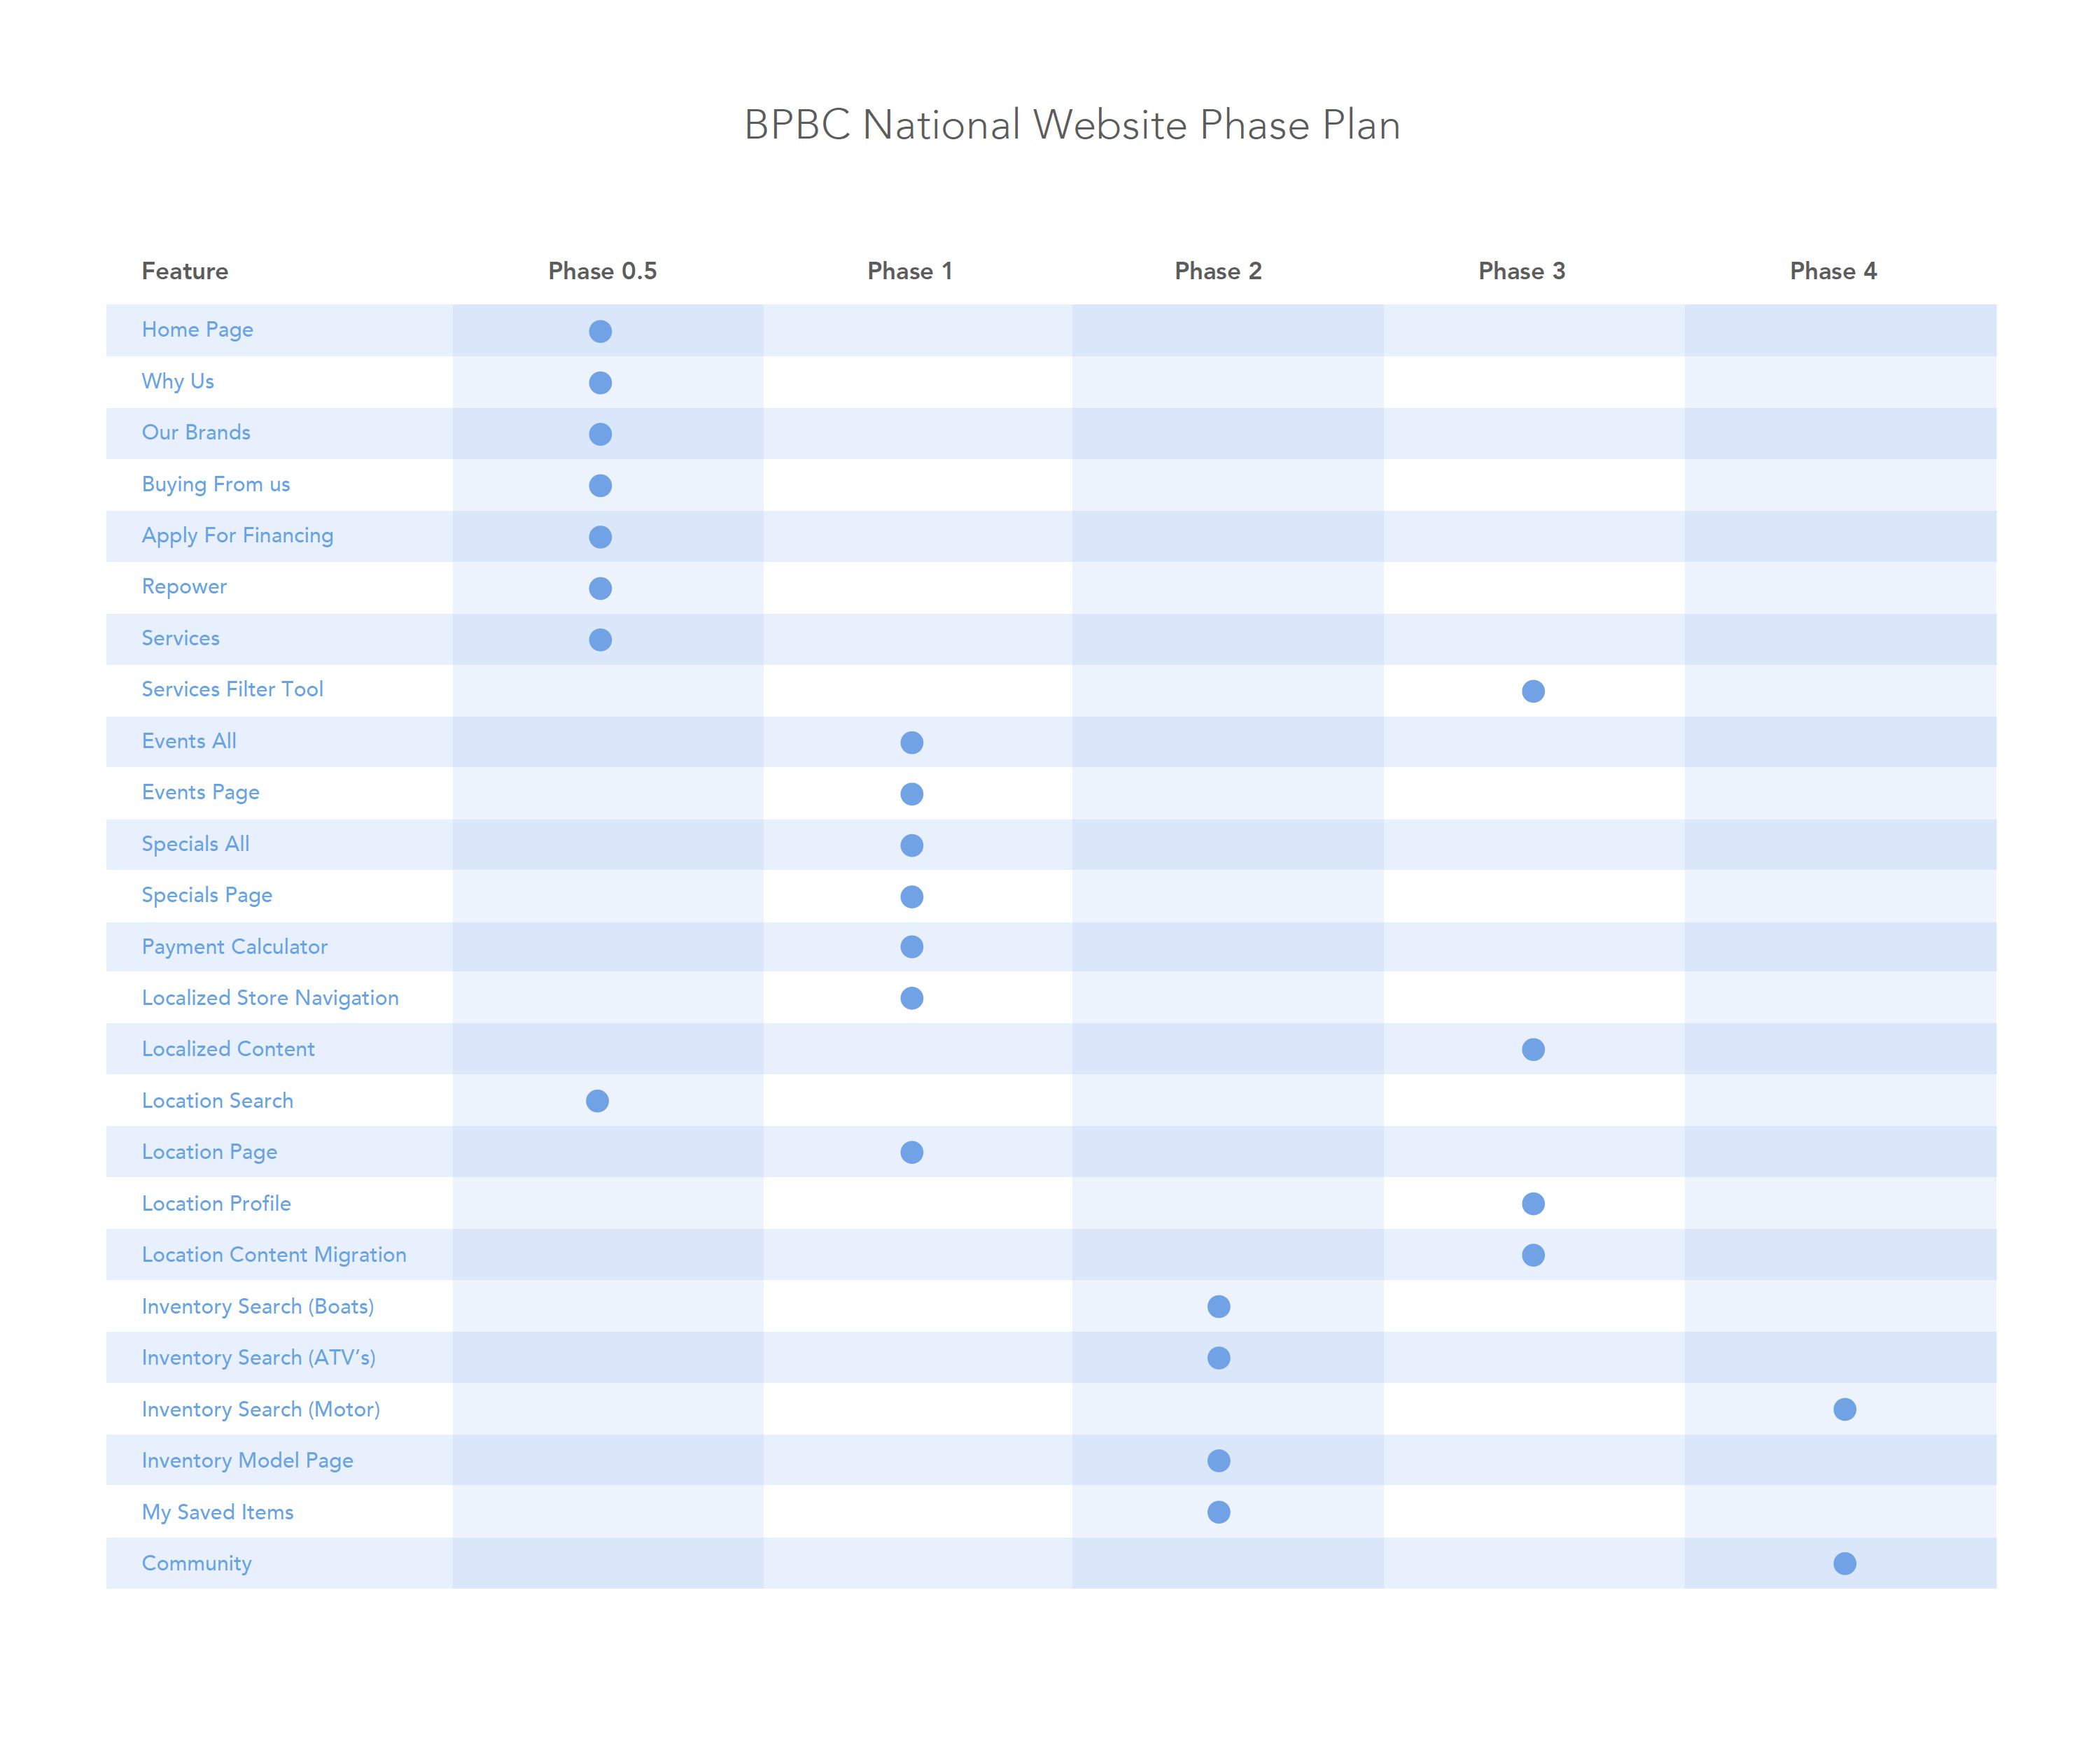 BPBC National Website Phase Plan
Feature Phase 0.5 Phase 1 Phase 2 Phase 3 Phase 4
Home Page
Why Us
Our Brands
Buying From us
Apply For Financing
Repower
Services
Services Filter Tool
Events All
Events Page
Specials All
Specials Page
Payment Calculator
Localized Store Navigation
Localized Content
Location Search
Location Page
Location Profile
Location Content Migration
Inventory Search (Boats)
Inventory Search (ATV’s)
Inventory Search (Motor)
Inventory Model Page
My Saved Items
Community